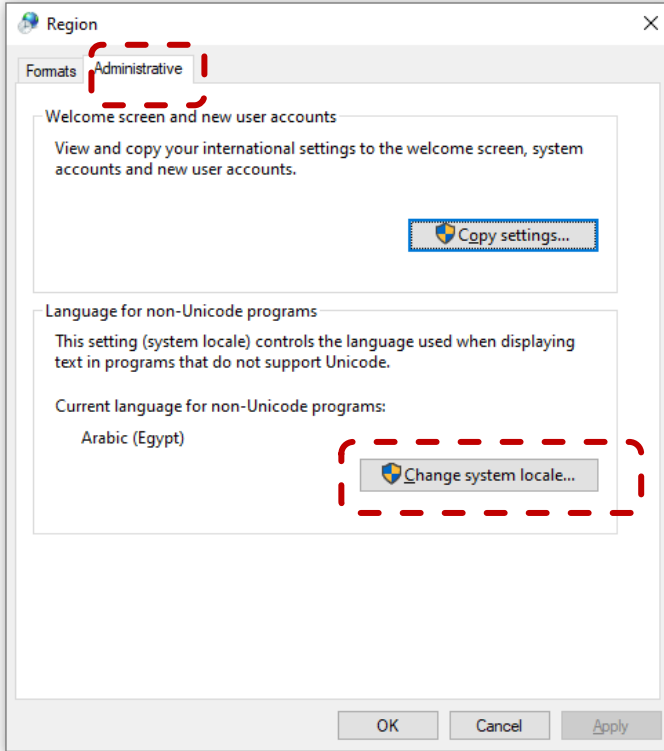 Region
Formats
Administrative
Welcome screen and new user accounts
View and copy your international settings to the welcome screen, system
accounts and new user accounts.
Copy settings...
Language for non-Unicode programs
This setting (system locale) controls the language used when displaying
text in programs that do not support Unicode.
Current language for non-Unicode programs:
Arabic (Egypt)
Change system locale...
OK
Cancel
Apply